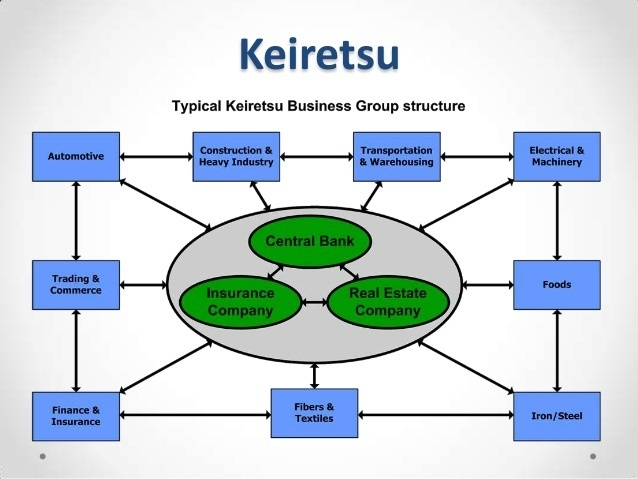 Keiretsu
Typical Keiretsu Business Group structure
Automotive
Construction &
Heavy Industry
Transportation
& Warehousing
Electrical &
Machinery
Central Bank
Trading &
Commerce
Insurance
Company
Real Estate
Company
Foods
Finance &
Insurance
Fibers &
Textiles
Iron/Steel